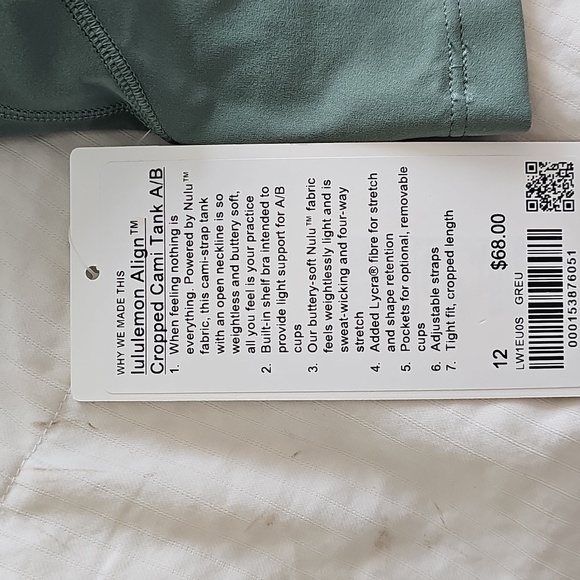 WHY WE MADE THIS
lululemon Align™
Cropped Cami Tank A/B
1. When feeling nothing is
everything. Powered by Nulu™
fabric, this cami-strap tank
with an open neckline is so
weightless and buttery soft,
all you feel is your practice
2. Built-in shelf bra intended to
provide light support for A/B
cups
3. Our buttery-soft Nulu™ fabric
feels weightlessly light and is
sweat-wicking and four-way
stretch
4. Added Lycra® fibre for stretch
and shape retention
5. Pockets for optional, removable
cups
6. Adjustable straps
7. Tight fit, cropped length
12 $68.00
LW1EU0S GREU
000153876051